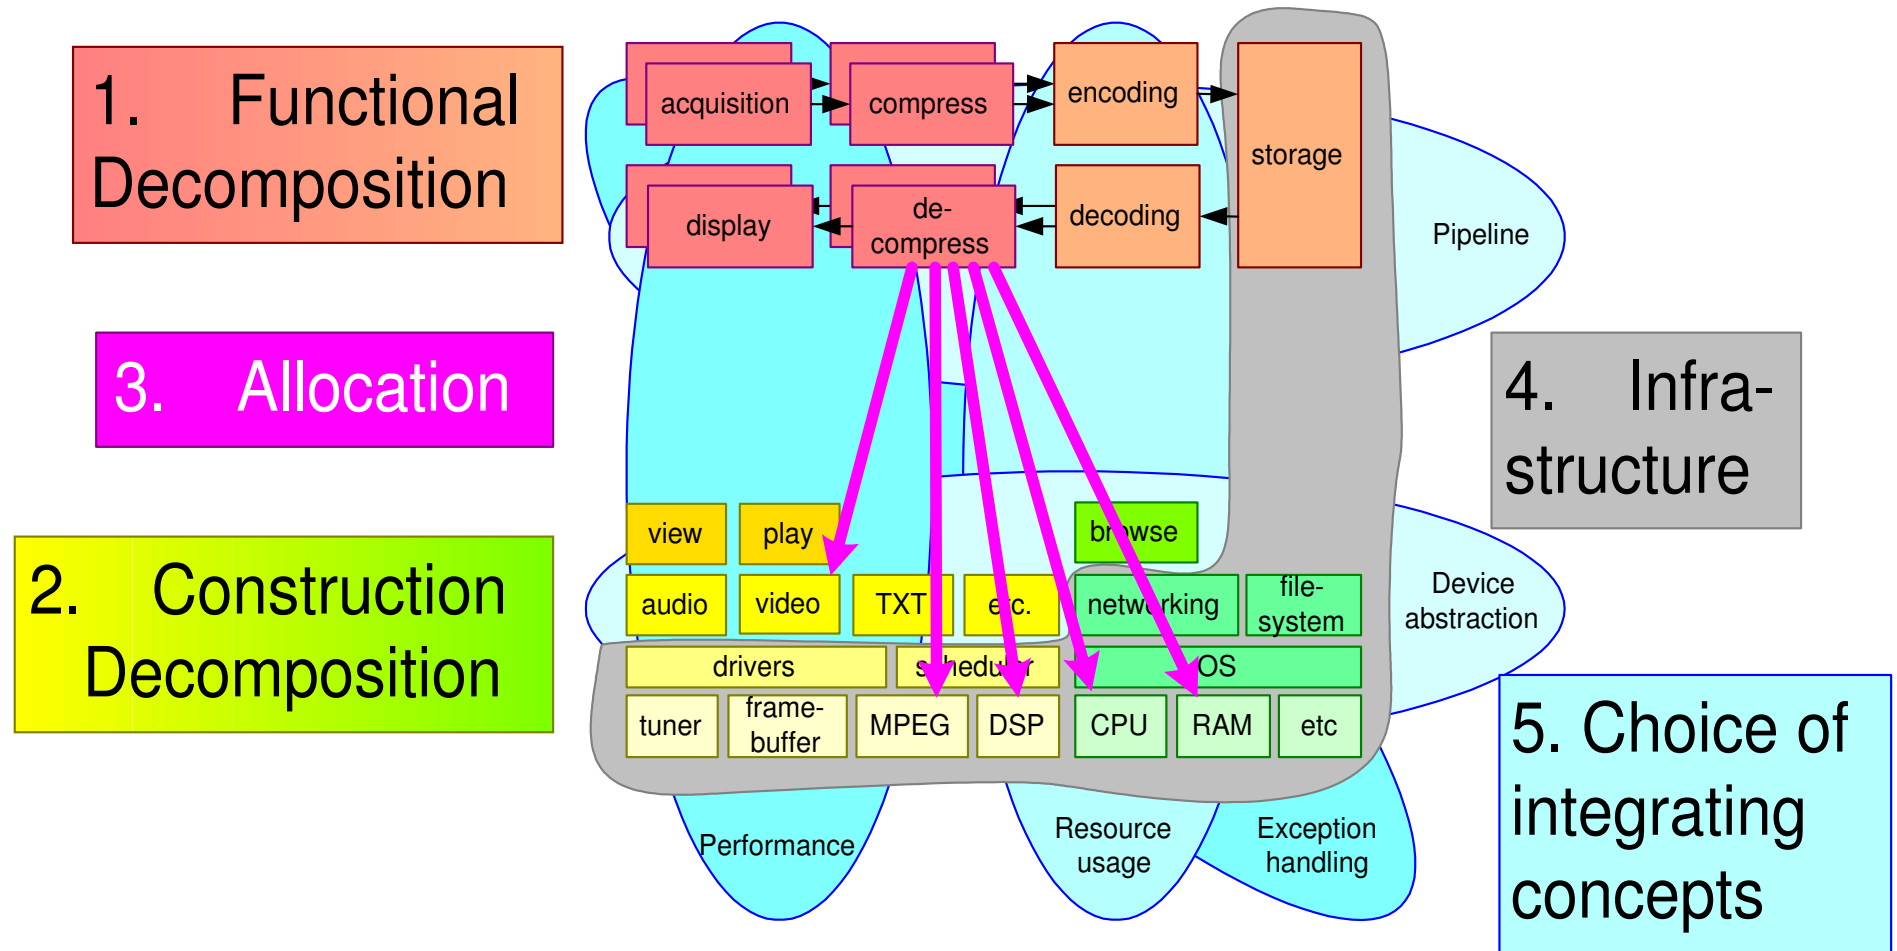 1. Functional
Decomposition
3. Allocation
2. Construction
Decomposition
acquisition
compress
encoding
storage
display
de-
compress
decoding
Pipeline
4. Infra-
structure
view
play
browse
audio
video
TXT
etc.
networking
file-
system
Device
abstraction
drivers
scheduler
OS
tuner
frame-
buffer
MPEG
DSP
CPU
RAM
etc
Performance
Resource
usage
Exception
handling
5. Choice of
integrating
concepts